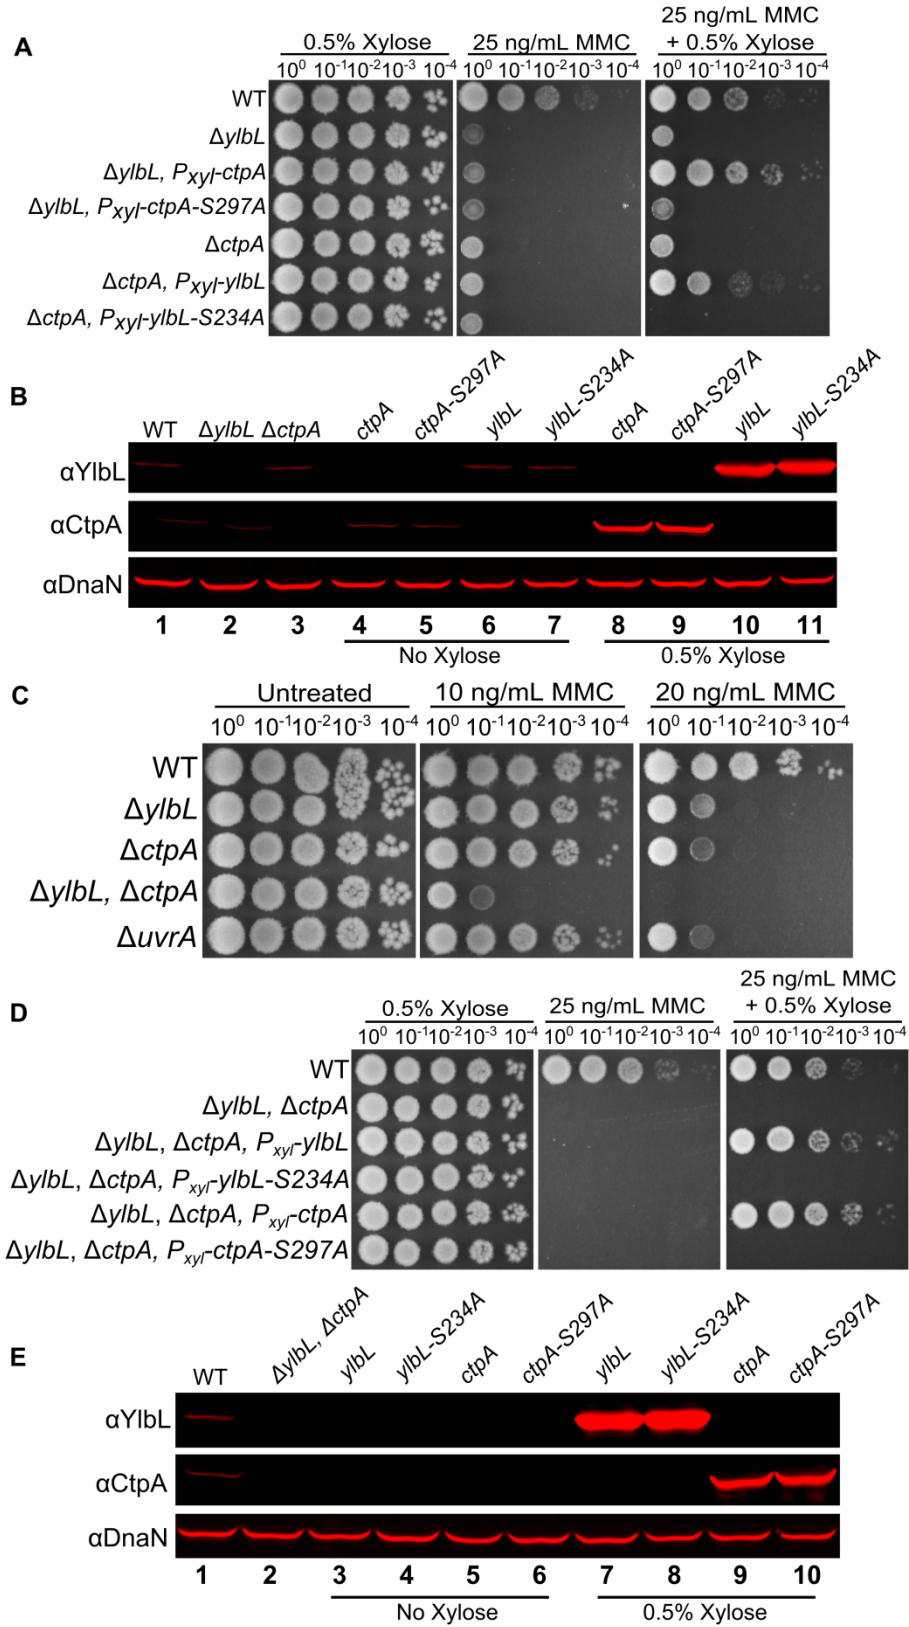 A
0.5% Xylose
25 ng/mL MMC
25 ng/mL MMC
+ 0.5% Xylose
10⁰ 10⁻¹ 10⁻² 10⁻³ 10⁻⁴
10⁰ 10⁻¹ 10⁻² 10⁻³ 10⁻⁴
10⁰ 10⁻¹ 10⁻² 10⁻³ 10⁻⁴
WT
ΔylbL
ΔylbL, Pxyl-ctpA
ΔylbL, Pxyl-ctpA-S297A
ΔctpA
ΔctpA, Pxyl-ylbL
ΔctpA, Pxyl-ylbL-S234A
B
WT ΔylbL ΔctpA ctpA ctpA-S297A ylbL ylbL-S234A ctpA ctpA-S297A ylbL ylbL-S234A
αYlbL
αCtpA
αDnaN
1 2 3 4 5 6 7 8 9 10 11
No Xylose 0.5% Xylose
C
Untreated
10 ng/mL MMC
20 ng/mL MMC
10⁰ 10⁻¹ 10⁻² 10⁻³ 10⁻⁴
10⁰ 10⁻¹ 10⁻² 10⁻³ 10⁻⁴
10⁰ 10⁻¹ 10⁻² 10⁻³ 10⁻⁴
WT
ΔylbL
ΔctpA
ΔylbL, ΔctpA
ΔuvrA
D
0.5% Xylose
25 ng/mL MMC
25 ng/mL MMC
+ 0.5% Xylose
10⁰ 10⁻¹ 10⁻² 10⁻³ 10⁻⁴
10⁰ 10⁻¹ 10⁻² 10⁻³ 10⁻⁴
10⁰ 10⁻¹ 10⁻² 10⁻³ 10⁻⁴
WT
ΔylbL, ΔctpA
ΔylbL, ΔctpA, Pxyl-ylbL
ΔylbL, ΔctpA, Pxyl-ylbL-S234A
ΔylbL, ΔctpA, Pxyl-ctpA
ΔylbL, ΔctpA, Pxyl-ctpA-S297A
E
WT ΔylbL, ΔctpA ylbL ylbL-S234A ctpA ctpA-S297A ylbL ylbL-S234A ctpA ctpA-S297A
αYlbL
αCtpA
αDnaN
1 2 3 4 5 6 7 8 9 10
No Xylose 0.5% Xylose